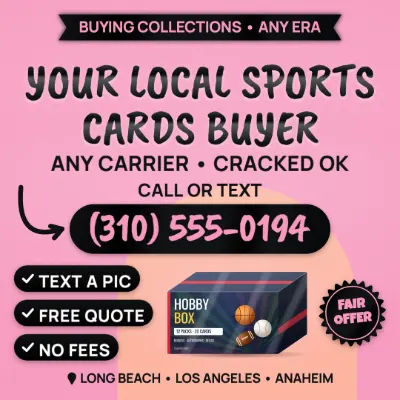 BUYING COLLECTIONS • ANY ERA
YOUR LOCAL SPORTS
CARDS BUYER
ANY CARRIER • CRACKED OK
CALL OR TEXT
(310) 555-0194
TEXT A PIC
FREE QUOTE
NO FEES
HOBBY
BOX
FAIR
OFFER
LONG BEACH • LOS ANGELES • ANAHEIM